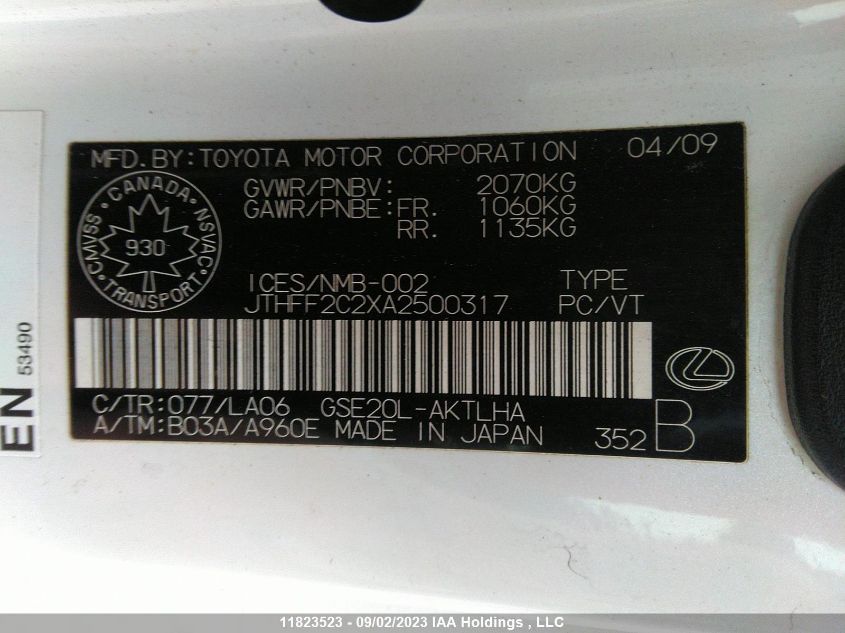 MFD.BY:TOYOTA MOTOR CORPORATION 04/09
GVWR/PNBV: 2070KG
GAWR/PNBE:FR. 1060KG
RR. 1135KG
CANADA
CMVSS 930 NSVAC
TRANSPORT
ICES/NMB-002 TYPE
JTHFF2C2XA2500317 PC/VT
C/TR:077/LA06 GSE20L-AKTLHA
A/TM:B03A/A960E MADE IN JAPAN 352 B
EN 53490
11823523 - 09/02/2023 IAA Holdings , LLC